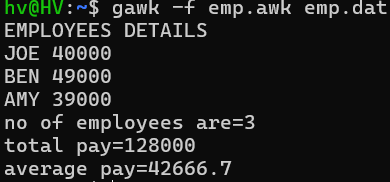 hv@HV:~$ gawk -f emp.awk emp.dat
EMPLOYEES DETAILS
JOE 40000
BEN 49000
AMY 39000
no of employees are=3
total pay=128000
average pay=42666.7